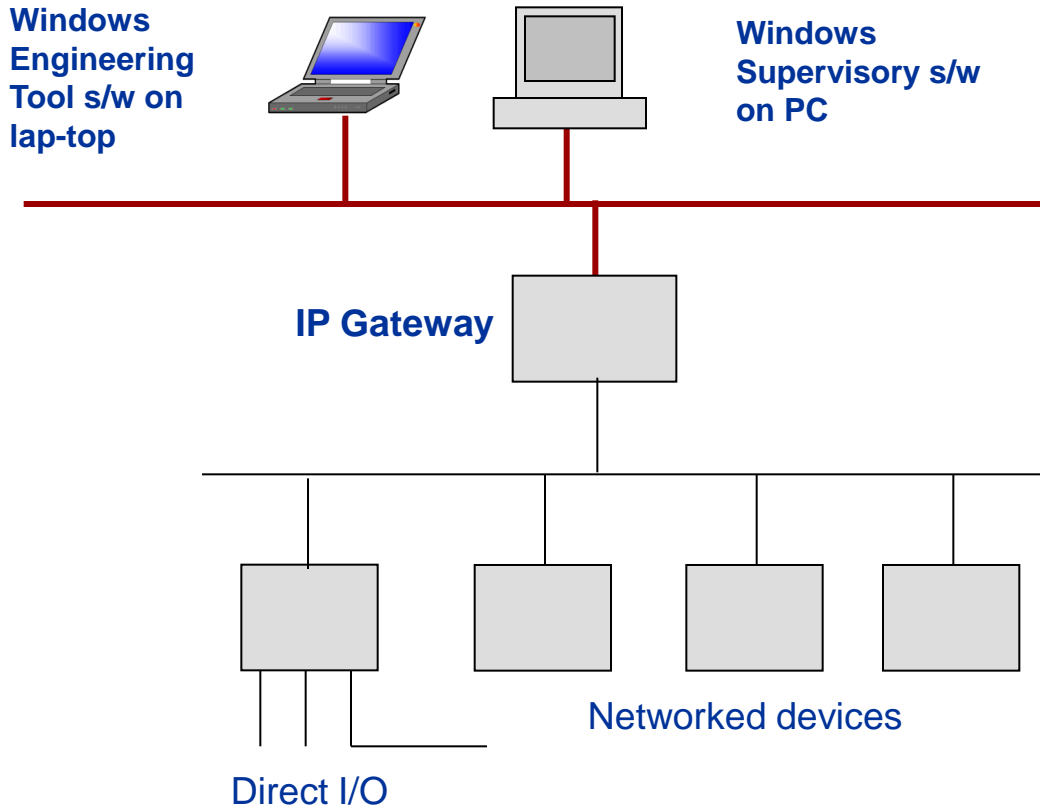 Windows
Engineering
Tool s/w on
lap-top
Windows
Supervisory s/w
on PC
IP Gateway
Networked devices
Direct I/O